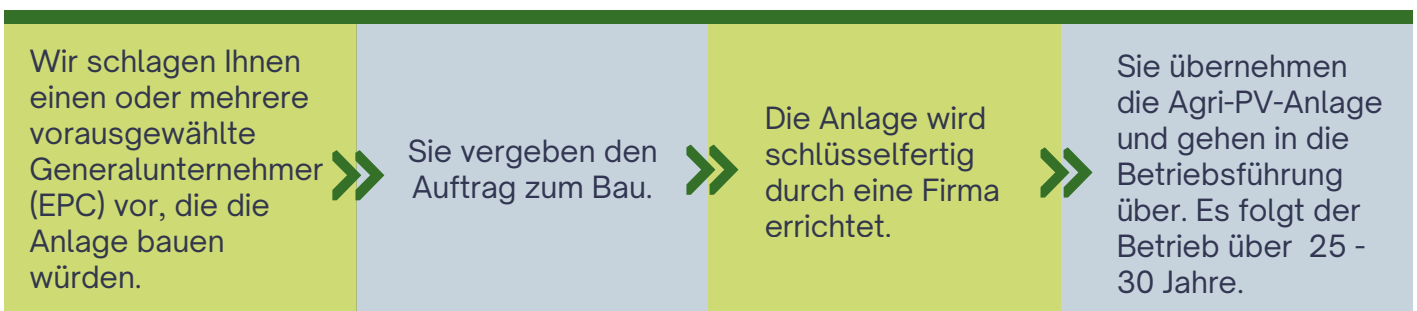 Wir schlagen Ihnen
einen oder mehrere
vorausgewählte
Generalunternehmer
(EPC) vor, die die
Anlage bauen
würden.
Sie vergeben den
Auftrag zum Bau.
Die Anlage wird
schlüsselfertig
durch eine Firma
errichtet.
Sie übernehmen
die Agri-PV-Anlage
und gehen in die
Betriebsführung
über. Es folgt der
Betrieb über  25 -
30 Jahre.